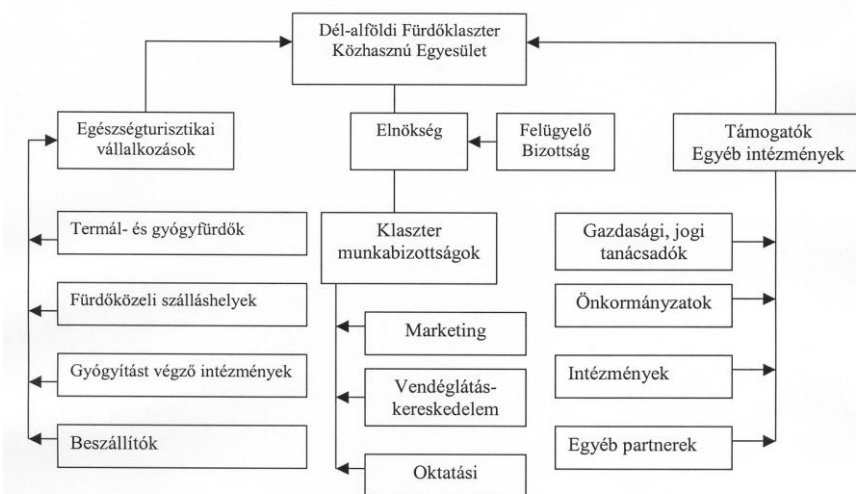 Dél-alföldi Fürdőklaszter
Közhasznú Egyesület
Egészségturisztikai
vállalkozások
Elnökség
Felügyelő
Bizottság
Támogatók
Egyéb intézmények
Termál- és gyógyfürdők
Fürdőközeli szálláshelyek
Gyógyítást végző intézmények
Beszállítók
Klaszter
munkabizottságok
Marketing
Vendéglátás-
kereskedelem
Oktatási
Gazdasági, jogi
tanácsadók
Önkormányzatok
Intézmények
Egyéb partnerek